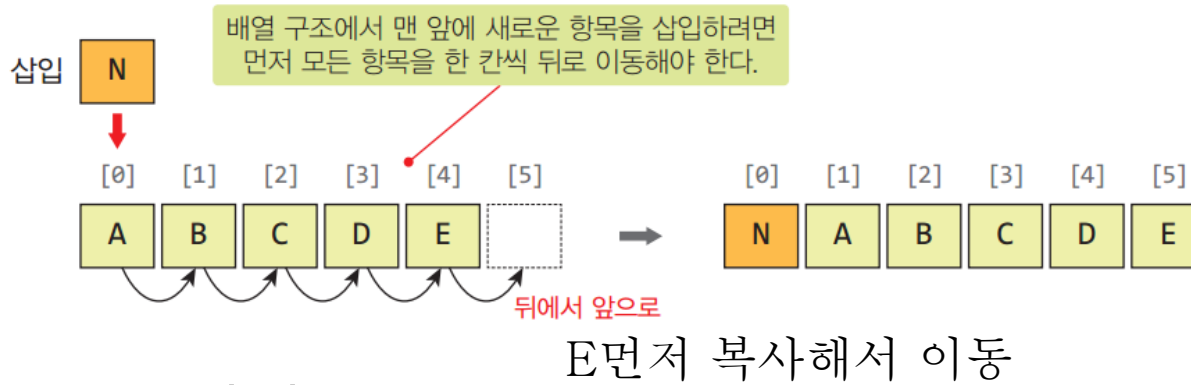 배열 구조에서 맨 앞에 새로운 항목을 삽입하려면
먼저 모든 항목을 한 칸씩 뒤로 이동해야 한다.
삽입 N
[0] [1] [2] [3] [4] [5]
A B C D E
[0] [1] [2] [3] [4] [5]
N A B C D E
뒤에서 앞으로
E먼저 복사해서 이동